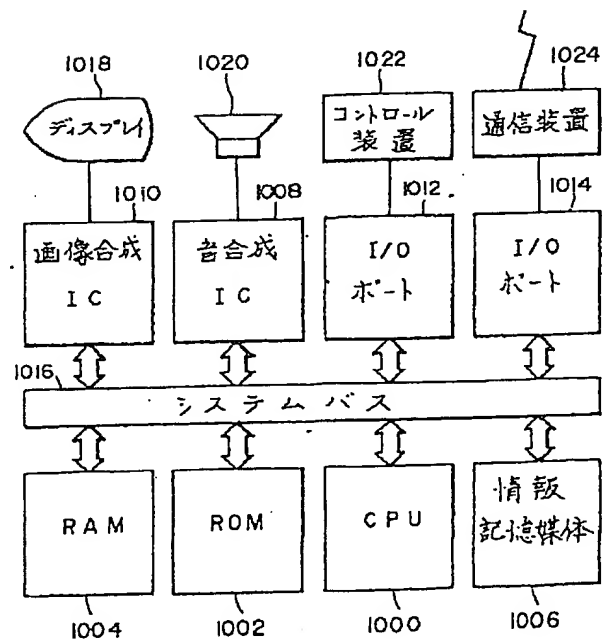 1018
1020
1022
1024
ディスプレイ
コントロール
装置
通信装置
1010
1008
1012
1014
画像合成
IC
音合成
IC
I/O
ポート
I/O
ポート
1016
システムバス
RAM
ROM
CPU
情報
記憶媒体
1004
1002
1000
1006